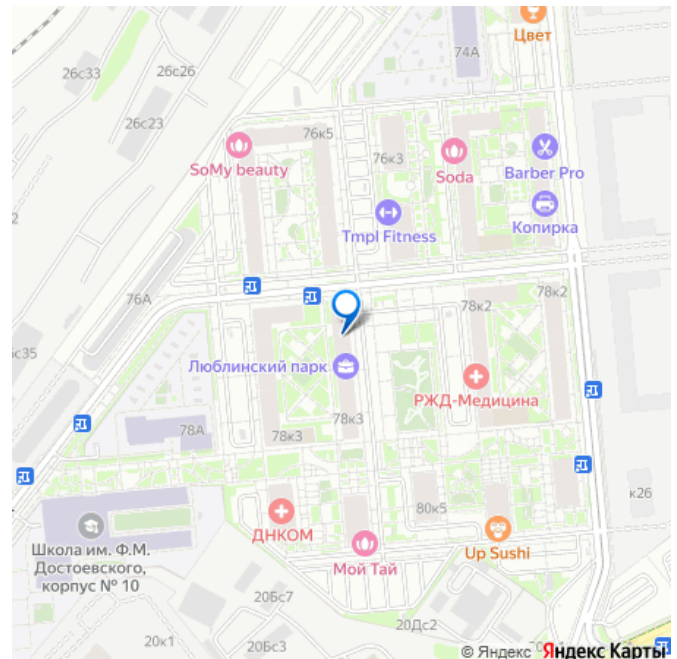 Цвет
74А
26с33
26с26
26с23
76к5
SoMy beauty
76к3
Soda
Barber Pro
Tmpl Fitness
Копирка
76А
78к2
78к2
с35
Люблинский парк
РЖД-Медицина
78А
78к3
78к3
80к5
к26
ДНКОМ
Школа им. Ф.М.
Достоевского,
корпус № 10
Мой Тай
Up Sushi
20Бс7
20Дс2
20к1
20Бс3
© Яндекс Яндекс Карты